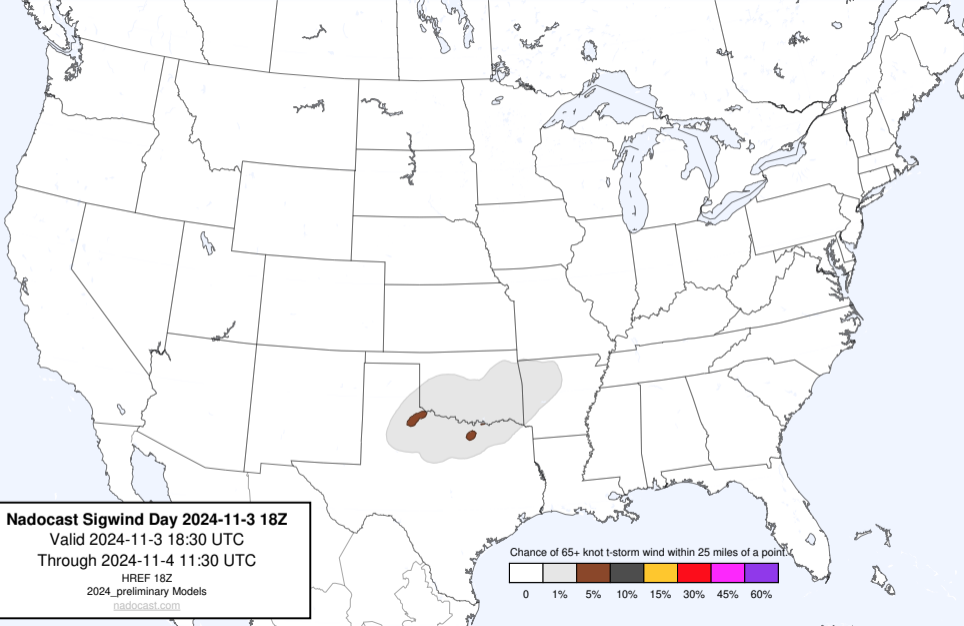 Nadocast Sigwind Day 2024-11-3 18Z
Valid 2024-11-3 18:30 UTC
Through 2024-11-4 11:30 UTC
HREF 18Z
2024_preliminary Models
nadocast.com
Chance of 65+ knot t-storm wind within 25 miles of a point.
0 1% 5% 10% 15% 30% 45% 60%